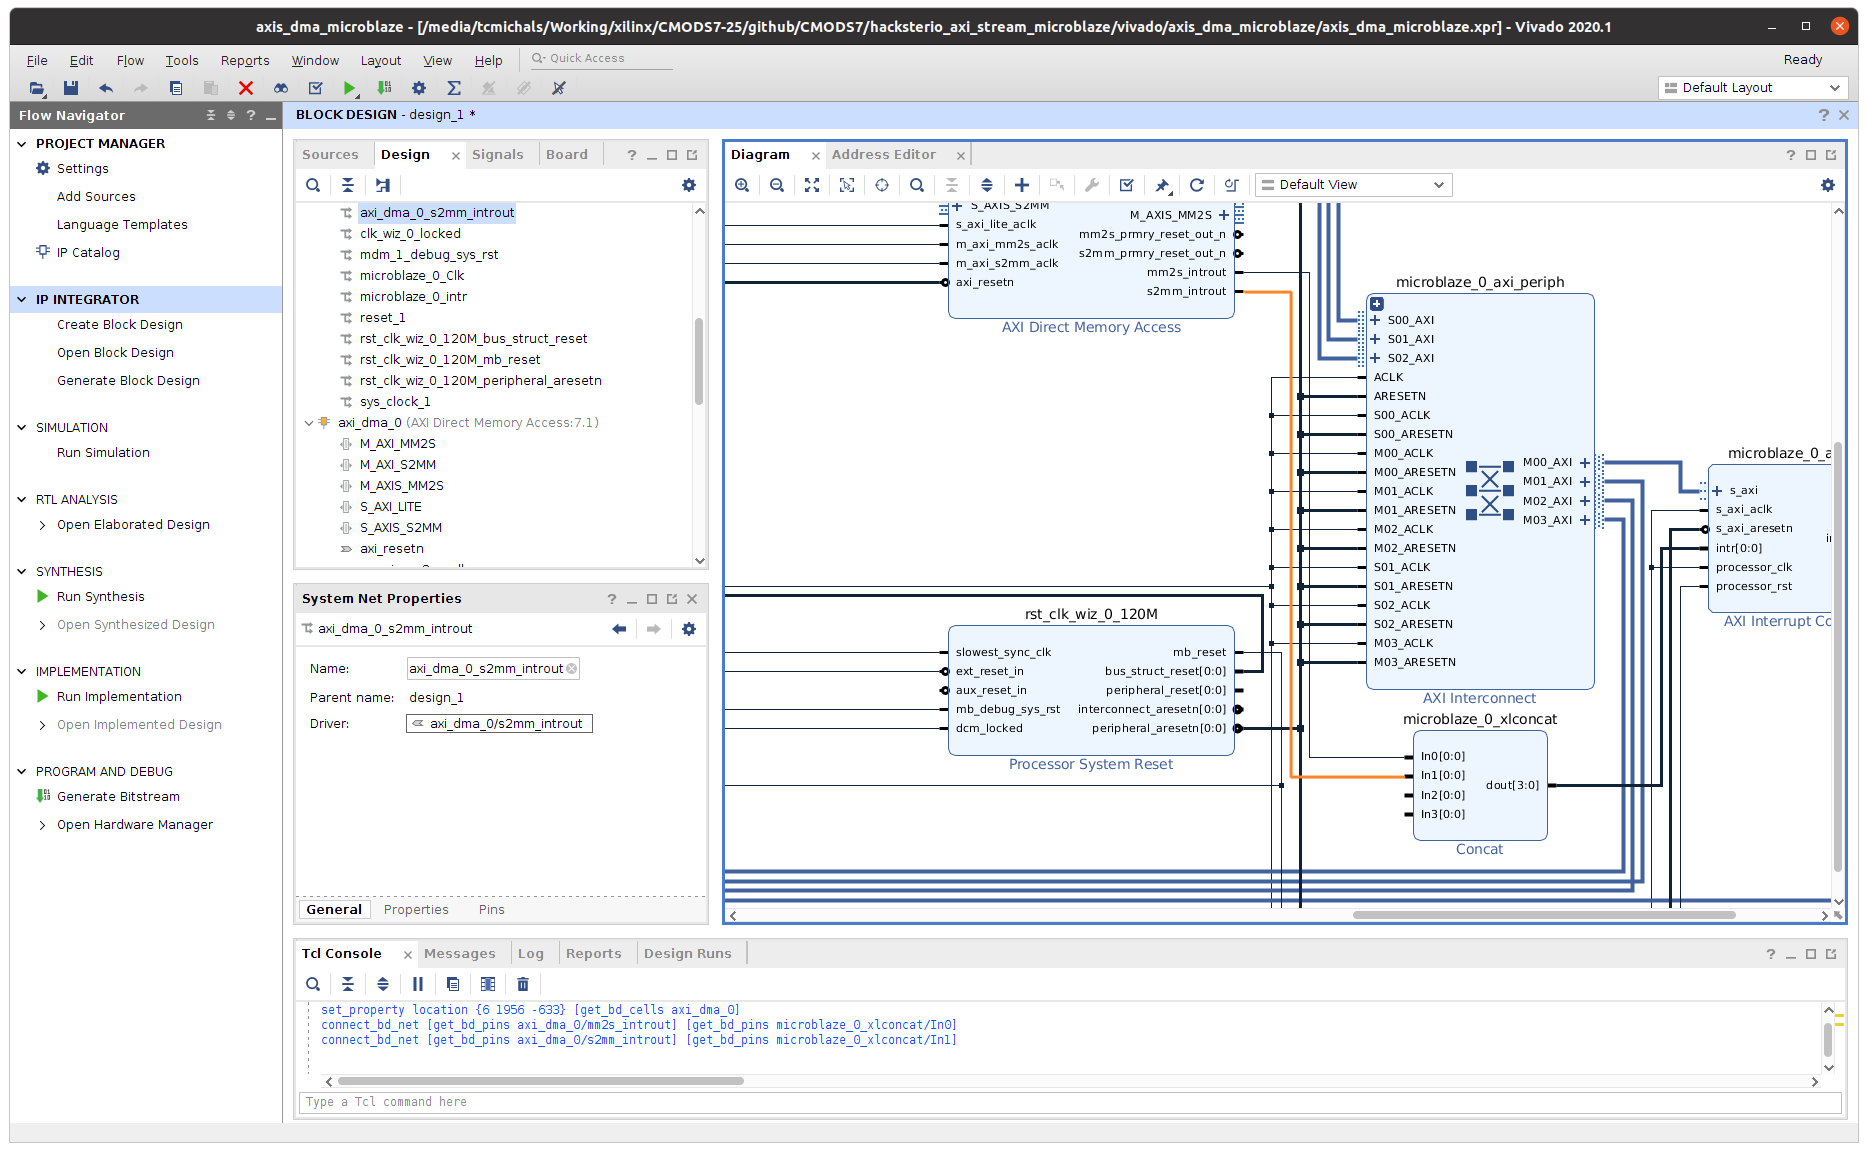 axis_dma_microblaze - [/media/tcmichals/Working/xilinx/CMODS7-25/github/CMODS7/hacksterio_axi_stream_microblaze/vivado/axis_dma_microblaze/axis_dma_microblaze.xpr] - Vivado 2020.1
File Edit Flow Tools Reports Window Layout View Help Quick Access Ready
Default Layout
Flow Navigator
PROJECT MANAGER
Settings
Add Sources
Language Templates
IP Catalog
IP INTEGRATOR
Create Block Design
Open Block Design
Generate Block Design
SIMULATION
Run Simulation
RTL ANALYSIS
Open Elaborated Design
SYNTHESIS
Run Synthesis
Open Synthesized Design
IMPLEMENTATION
Run Implementation
Open Implemented Design
PROGRAM AND DEBUG
Generate Bitstream
Open Hardware Manager
BLOCK DESIGN - design_1 *
Sources Design Signals Board
axi_dma_0_s2mm_introut
clk_wiz_0_locked
mdm_1_debug_sys_rst
microblaze_0_Clk
microblaze_0_intr
reset_1
rst_clk_wiz_0_120M_bus_struct_reset
rst_clk_wiz_0_120M_mb_reset
rst_clk_wiz_0_120M_peripheral_aresetn
sys_clock_1
axi_dma_0 (AXI Direct Memory Access:7.1)
M_AXI_MM2S
M_AXI_S2MM
M_AXIS_MM2S
S_AXI_LITE
S_AXIS_S2MM
axi_resetn
System Net Properties
axi_dma_0_s2mm_introut
Name: axi_dma_0_s2mm_introut
Parent name: design_1
Driver: axi_dma_0/s2mm_introut
General Properties Pins
Diagram Address Editor
Default View
S_AXIS_S2MM
s_axi_lite_aclk
m_axi_mm2s_aclk
m_axi_s2mm_aclk
axi_resetn
M_AXIS_MM2S
mm2s_prmry_reset_out_n
s2mm_prmry_reset_out_n
mm2s_introut
s2mm_introut
AXI Direct Memory Access
microblaze_0_axi_periph
S00_AXI
S01_AXI
S02_AXI
ACLK
ARESETN
S00_ACLK
S00_ARESETN
M00_ACLK
M00_ARESETN
M01_ACLK
M01_ARESETN
M02_ACLK
M02_ARESETN
S01_ACLK
S01_ARESETN
S02_ACLK
S02_ARESETN
M03_ACLK
M03_ARESETN
M00_AXI
M01_AXI
M02_AXI
M03_AXI
AXI Interconnect
microblaze_0_a
s_axi
s_axi_aclk
s_axi_aresetn
intr[0:0]
processor_clk
processor_rst
AXI Interrupt Co
rst_clk_wiz_0_120M
slowest_sync_clk
ext_reset_in
aux_reset_in
mb_debug_sys_rst
dcm_locked
mb_reset
bus_struct_reset[0:0]
peripheral_reset[0:0]
interconnect_aresetn[0:0]
peripheral_aresetn[0:0]
Processor System Reset
microblaze_0_xlconcat
In0[0:0]
In1[0:0]
In2[0:0]
In3[0:0]
dout[3:0]
Concat
Tcl Console Messages Log Reports Design Runs
set_property location {6 1956 -633} [get_bd_cells axi_dma_0]
connect_bd_net [get_bd_pins axi_dma_0/mm2s_introut] [get_bd_pins microblaze_0_xlconcat/In0]
connect_bd_net [get_bd_pins axi_dma_0/s2mm_introut] [get_bd_pins microblaze_0_xlconcat/In1]
Type a Tcl command here